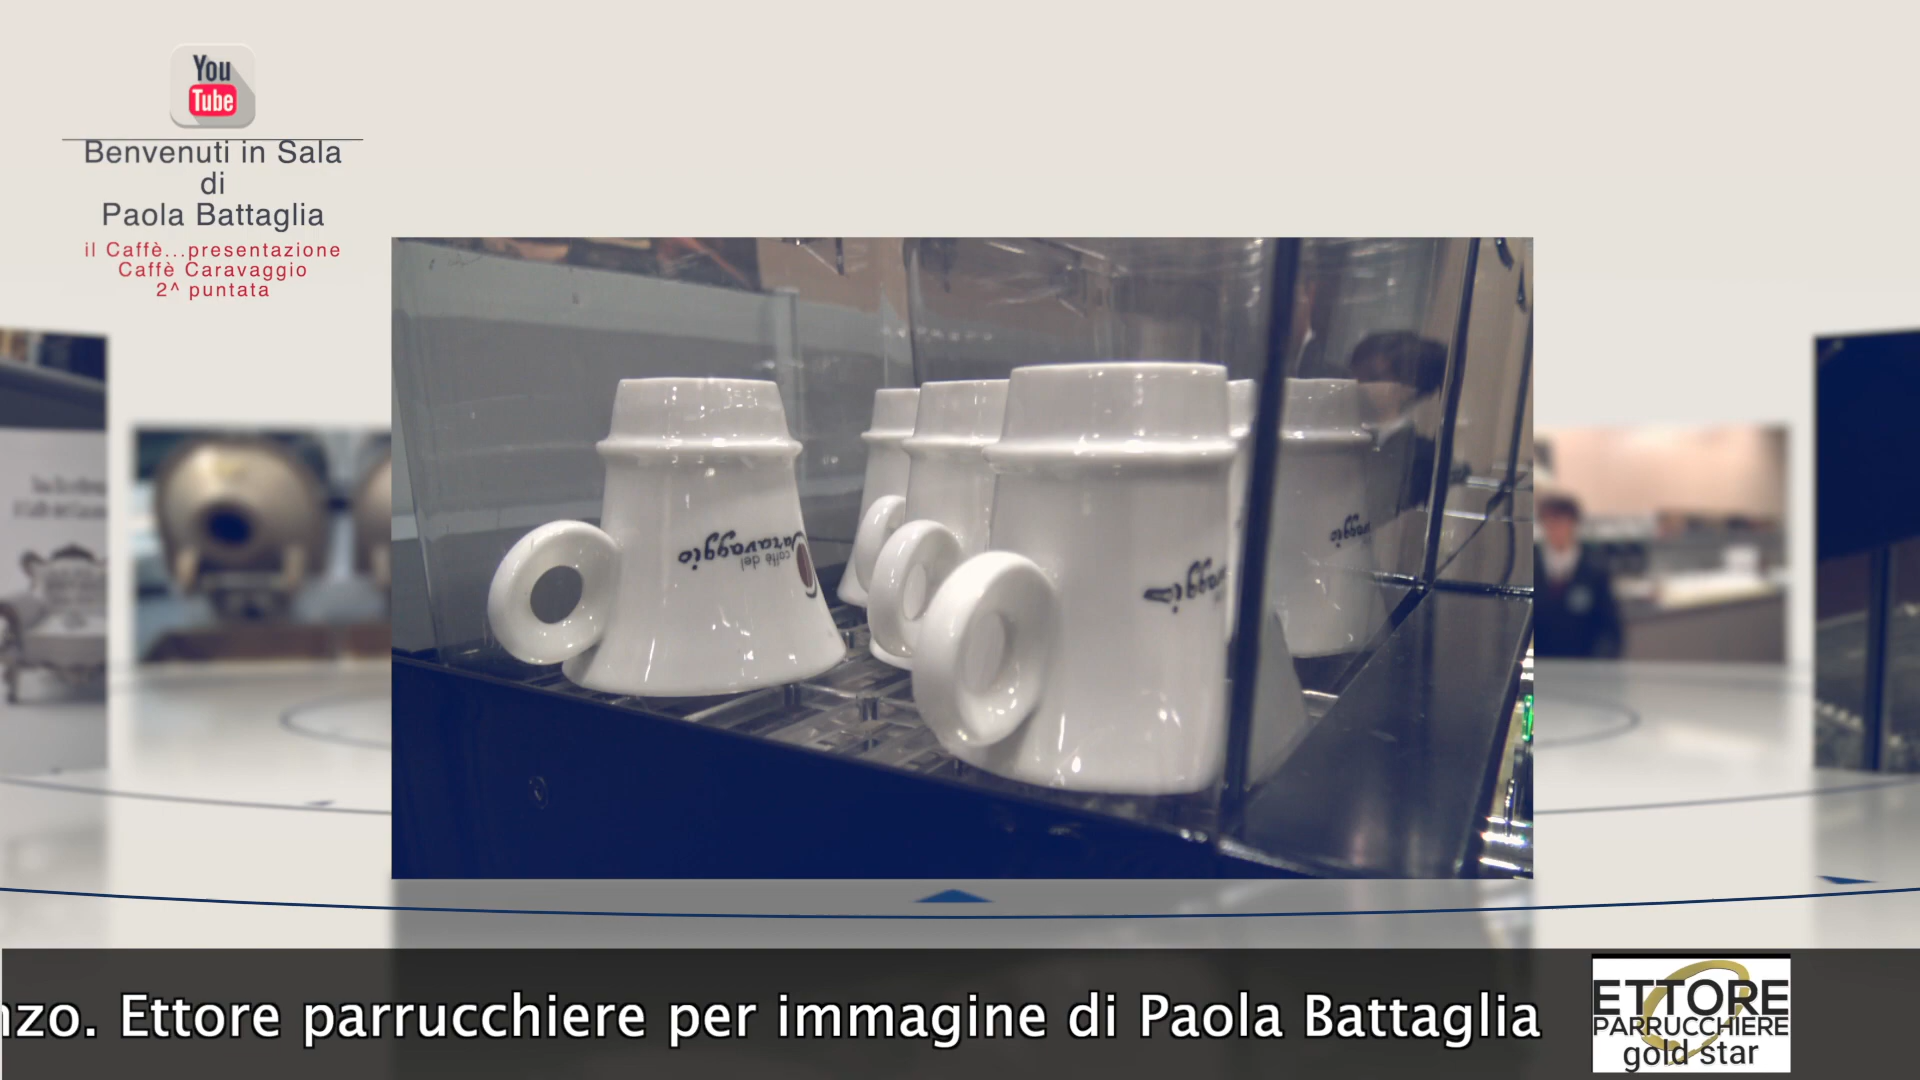 You
Tube
Benvenuti in Sala
di
Paola Battaglia
il Caffè...presentazione
Caffè Caravaggio
2^ puntata
caffè del
Caravaggio
nzo. Ettore parrucchiere per immagine di Paola Battaglia
ETTORE
PARRUCCHIERE
gold star